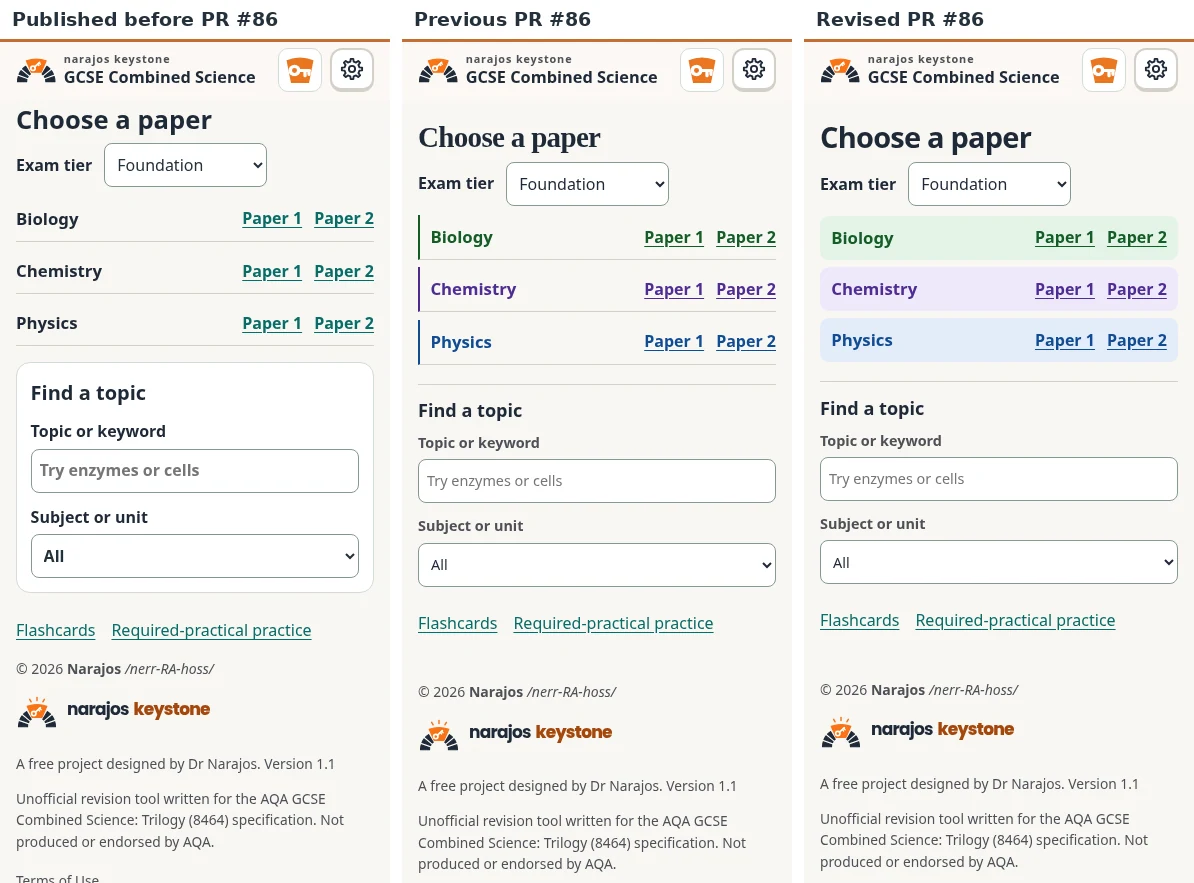 Published before PR #86
narajos keystone
GCSE Combined Science
Choose a paper
Exam tier Foundation
Biology Paper 1 Paper 2
Chemistry Paper 1 Paper 2
Physics Paper 1 Paper 2
Find a topic
Topic or keyword
Try enzymes or cells
Subject or unit
All
Flashcards Required-practical practice
© 2026 Narajos /nerr-RA-hoss/
narajos keystone
A free project designed by Dr Narajos. Version 1.1
Unofficial revision tool written for the AQA GCSE
Combined Science: Trilogy (8464) specification. Not
produced or endorsed by AQA.
Terms of Use
Previous PR #86
narajos keystone
GCSE Combined Science
Choose a paper
Exam tier Foundation
Biology Paper 1 Paper 2
Chemistry Paper 1 Paper 2
Physics Paper 1 Paper 2
Find a topic
Topic or keyword
Try enzymes or cells
Subject or unit
All
Flashcards Required-practical practice
© 2026 Narajos /nerr-RA-hoss/
narajos keystone
A free project designed by Dr Narajos. Version 1.1
Unofficial revision tool written for the AQA GCSE
Combined Science: Trilogy (8464) specification. Not
produced or endorsed by AQA.
Revised PR #86
narajos keystone
GCSE Combined Science
Choose a paper
Exam tier Foundation
Biology Paper 1 Paper 2
Chemistry Paper 1 Paper 2
Physics Paper 1 Paper 2
Find a topic
Topic or keyword
Try enzymes or cells
Subject or unit
All
Flashcards Required-practical practice
© 2026 Narajos /nerr-RA-hoss/
narajos keystone
A free project designed by Dr Narajos. Version 1.1
Unofficial revision tool written for the AQA GCSE
Combined Science: Trilogy (8464) specification. Not
produced or endorsed by AQA.